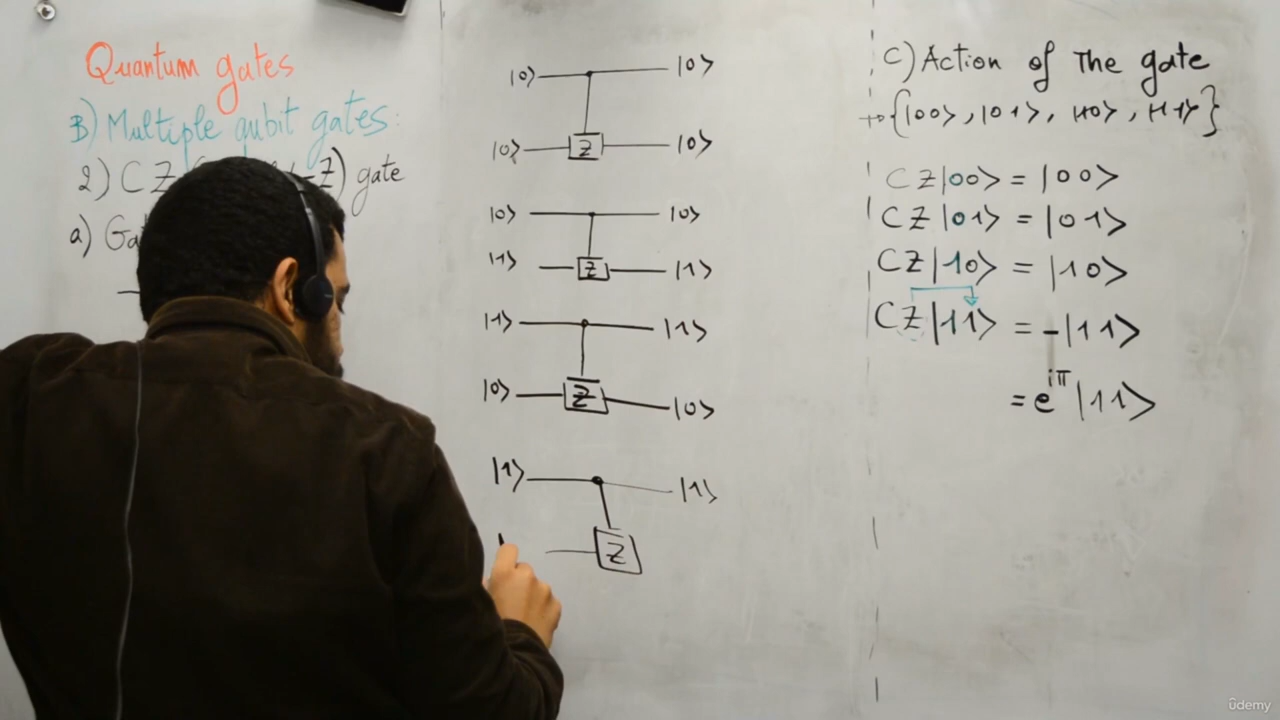 Quantum gates
B) Multiple qubit gates:
2) CZ Z) gate
a)
|0> |0>
|0> Z |0>
|0> |0>
|1> Z |1>
|1> |1>
|0> Z |0>
|1> |1>
Z
C) Action of the gate
{|00>, |01>, |10>, |11>}
CZ|00> = |00>
CZ|01> = |01>
CZ|10> = |10>
CZ|11> = -|11>
= e^iπ |11>
ûdemy